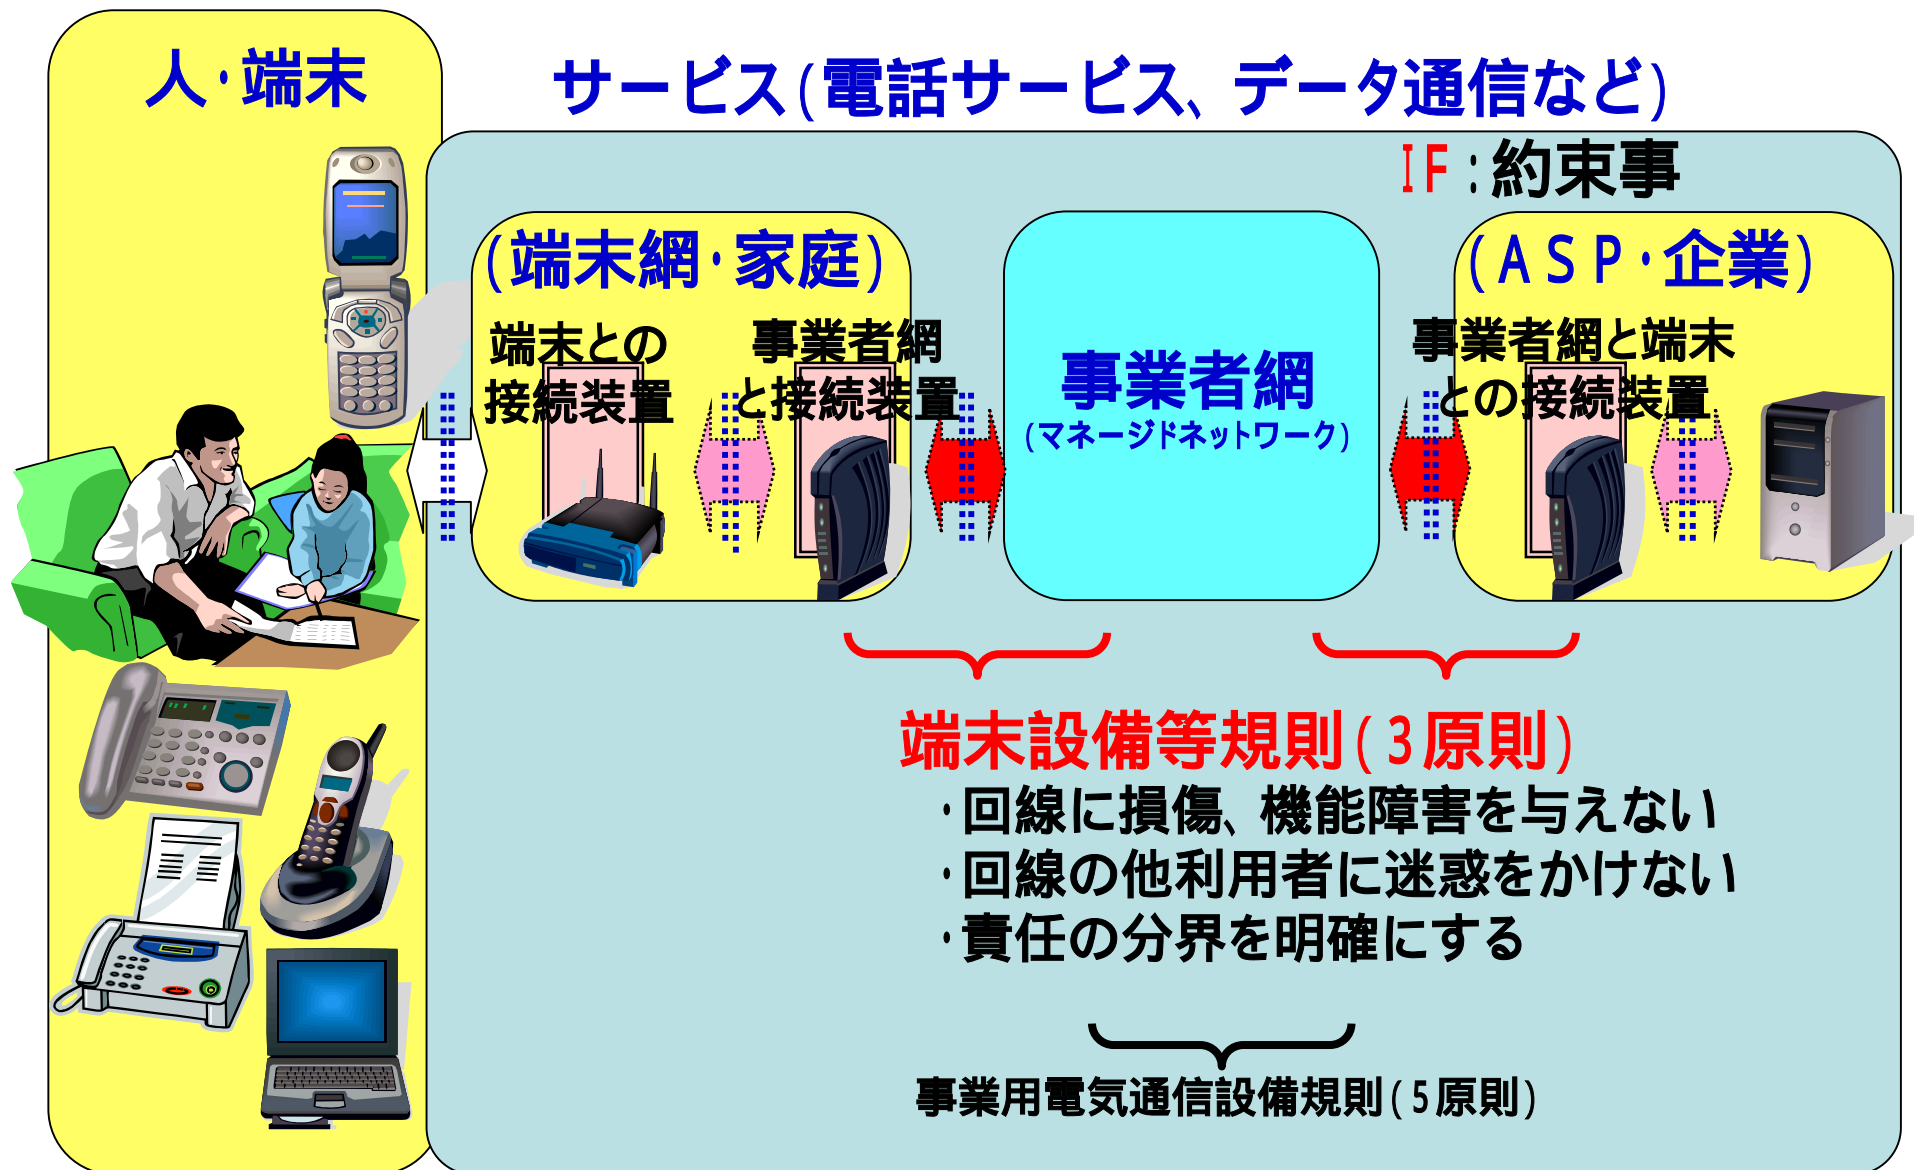 人・端末
サービス(電話サービス、データ通信など)
IF:約束事
(端末網・家庭)
端末との
接続装置
事業者網
と接続装置
事業者網
(マネージドネットワーク)
(ASP・企業)
事業者網と端末
との接続装置
端末設備等規則(3原則)
・回線に損傷、機能障害を与えない
・回線の他利用者に迷惑をかけない
・責任の分界を明確にする
事業用電気通信設備規則(5原則)